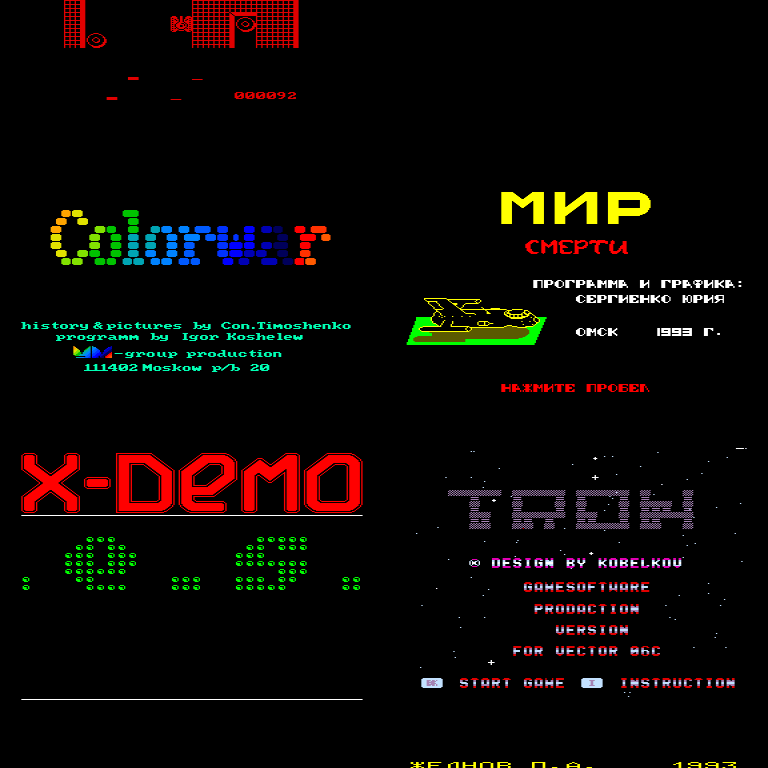 000092
Colorwar
history & pictures by Con.Timoshenko
programm by Igor Koshelew
-group production
111402 Moskow p/b 20
МИР
СМЕРТИ
ПРОГРАММА И ГРАФИКА:
СЕРГИЕНКО ЮРИЯ
ОМСК 1993 Г.
НАЖМИТЕ ПРОБЕЛ
X-DEMO
© DESIGN BY KOBELKOV
GAMESOFTWARE
PRODACTION
VERSION
FOR VECTOR 06C
START GAME I INSTRUCTION
1993